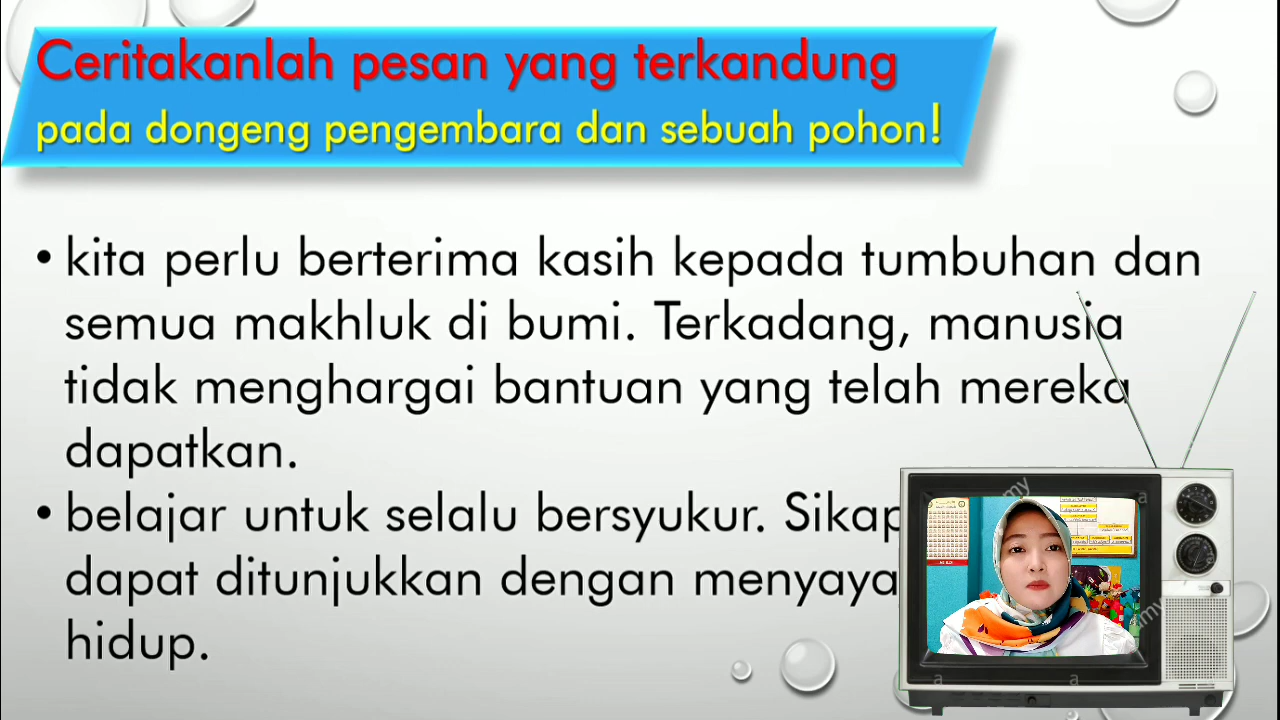 Ceritakanlah pesan yang terkandung
pada dongeng pengembara dan sebuah pohon!
• kita perlu berterima kasih kepada tumbuhan dan
semua makhluk di bumi. Terkadang, manusia
tidak menghargai bantuan yang telah mereka
dapatkan.
• belajar untuk selalu bersyukur. Sikap
dapat ditunjukkan dengan menyaya
hidup.